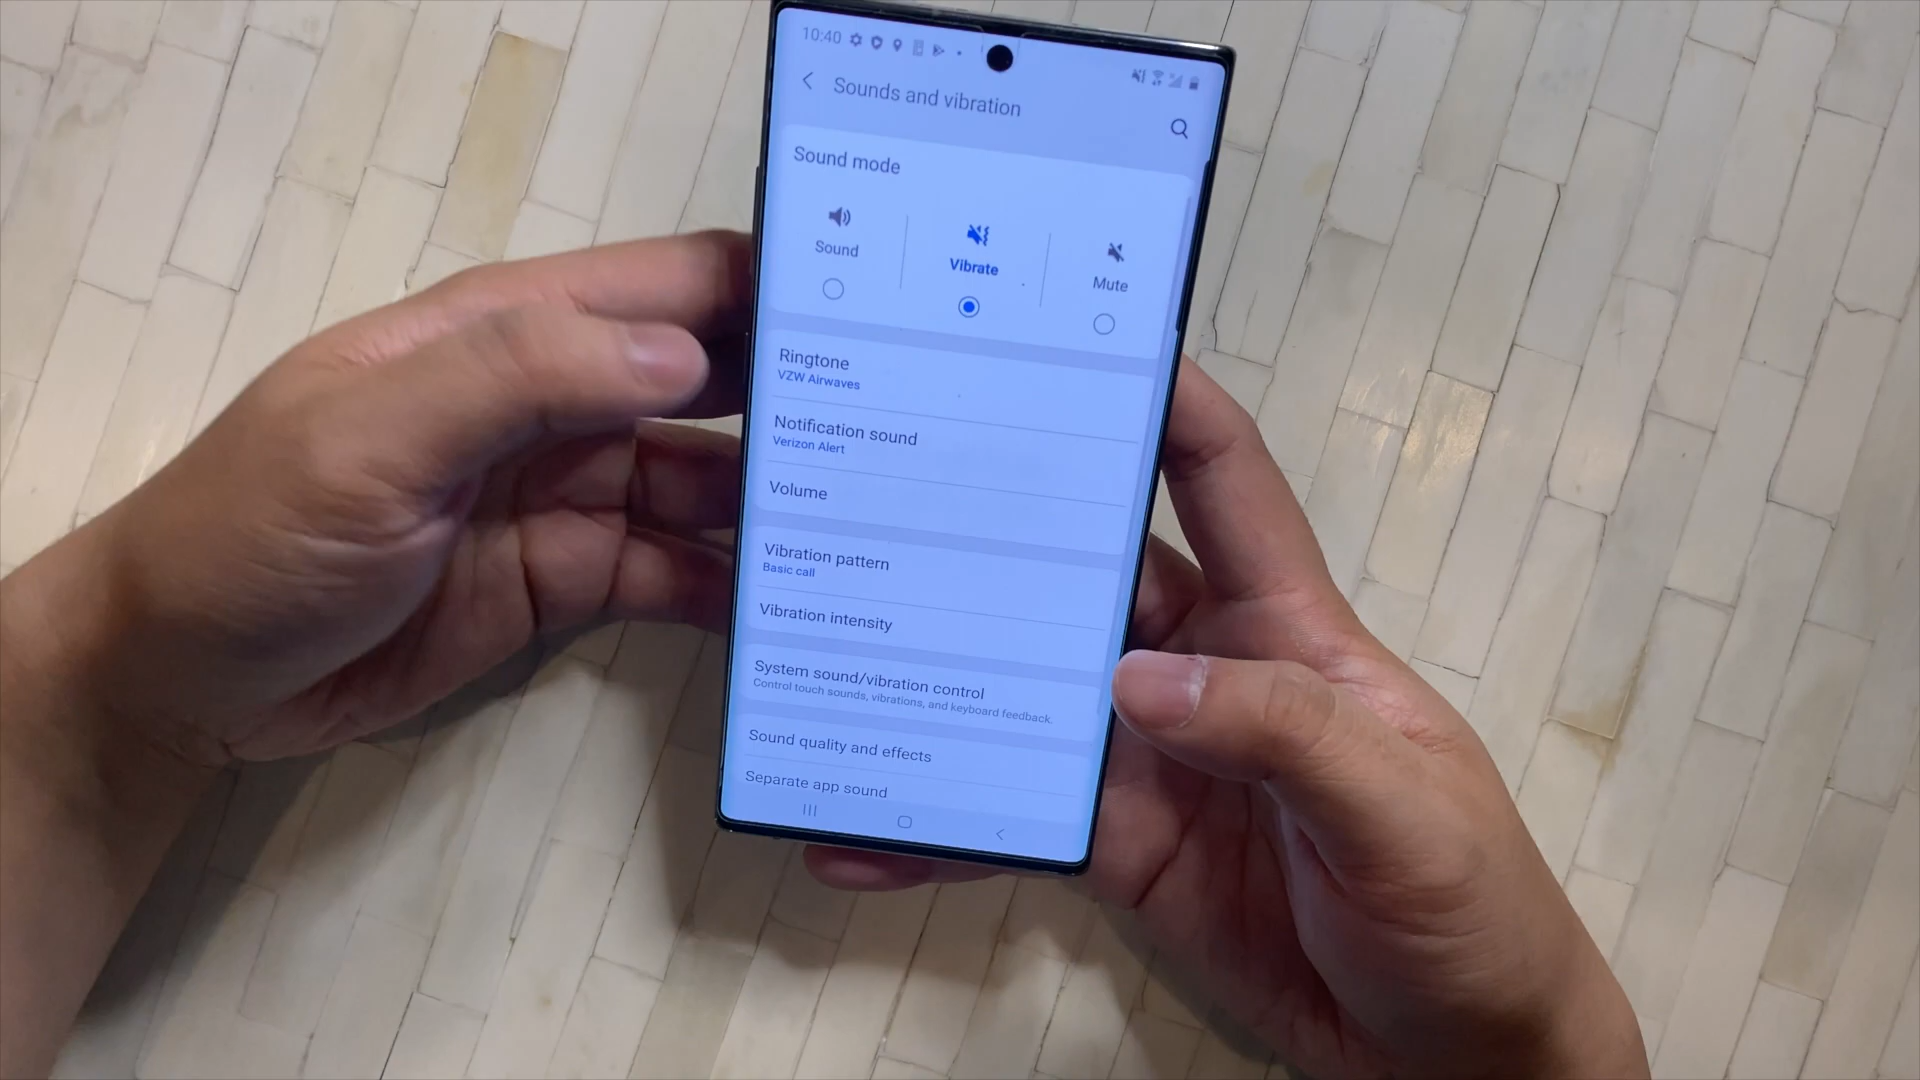 10:40
Sounds and vibration
Sound mode
Sound
Vibrate
Mute
Ringtone
VZW Airwaves
Notification sound
Verizon Alert
Volume
Vibration pattern
Basic call
Vibration intensity
System sound/vibration control
Control touch sounds, vibrations, and keyboard feedback.
Sound quality and effects
Separate app sound